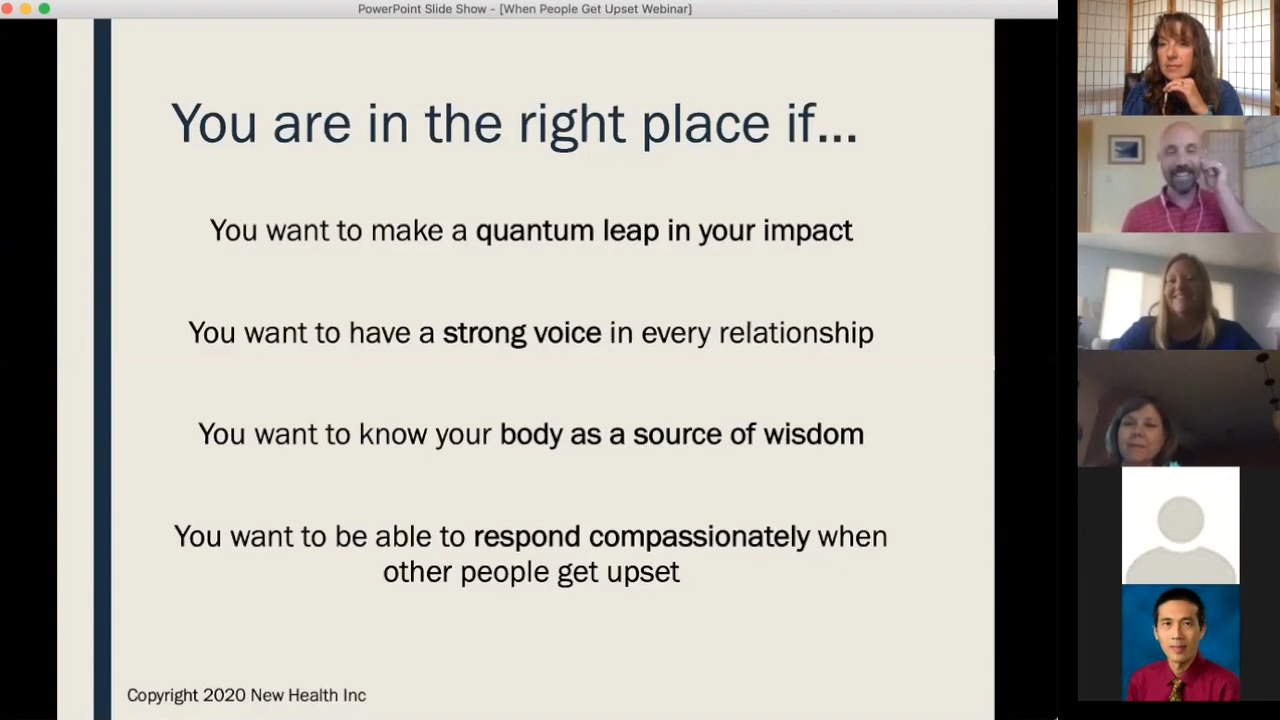 PowerPoint Slide Show - [When People Get Upset Webinar]
You are in the right place if...
You want to make a quantum leap in your impact
You want to have a strong voice in every relationship
You want to know your body as a source of wisdom
You want to be able to respond compassionately when
other people get upset
Copyright 2020 New Health Inc